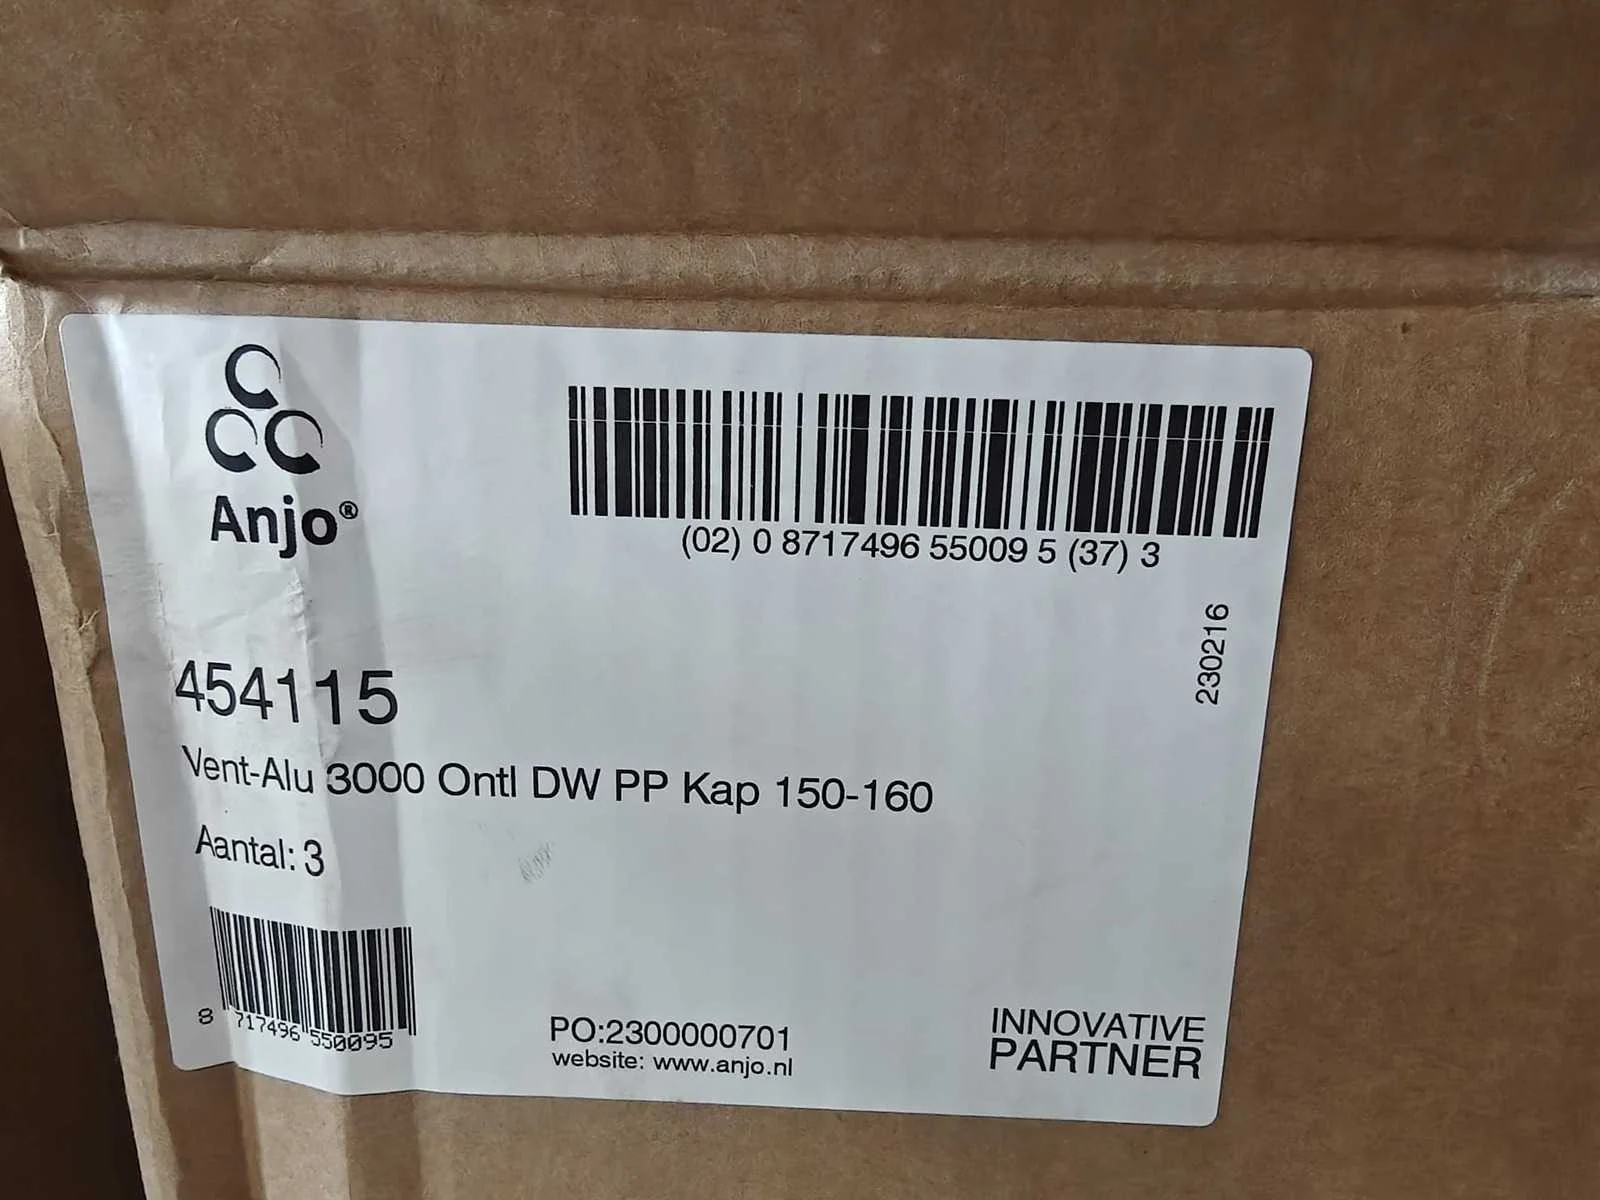 Anjo®
(02) 0 8717496 55009 5 (37) 3
230216
454115
Vent-Alu 3000 Ontl DW PP Kap 150-160
Aantal: 3
8 717496 550095
PO:2300000701
website: www.anjo.nl
INNOVATIVE
PARTNER